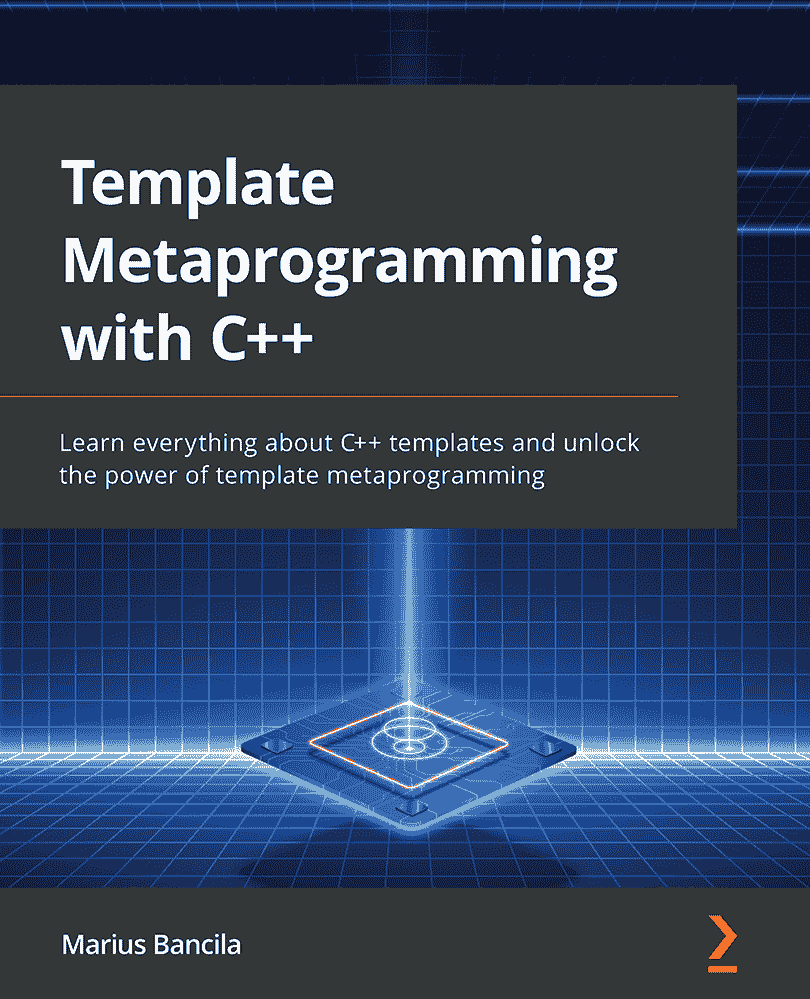 Template
Metaprogramming
with C++
Learn everything about C++ templates and unlock
the power of template metaprogramming
Marius Bancila